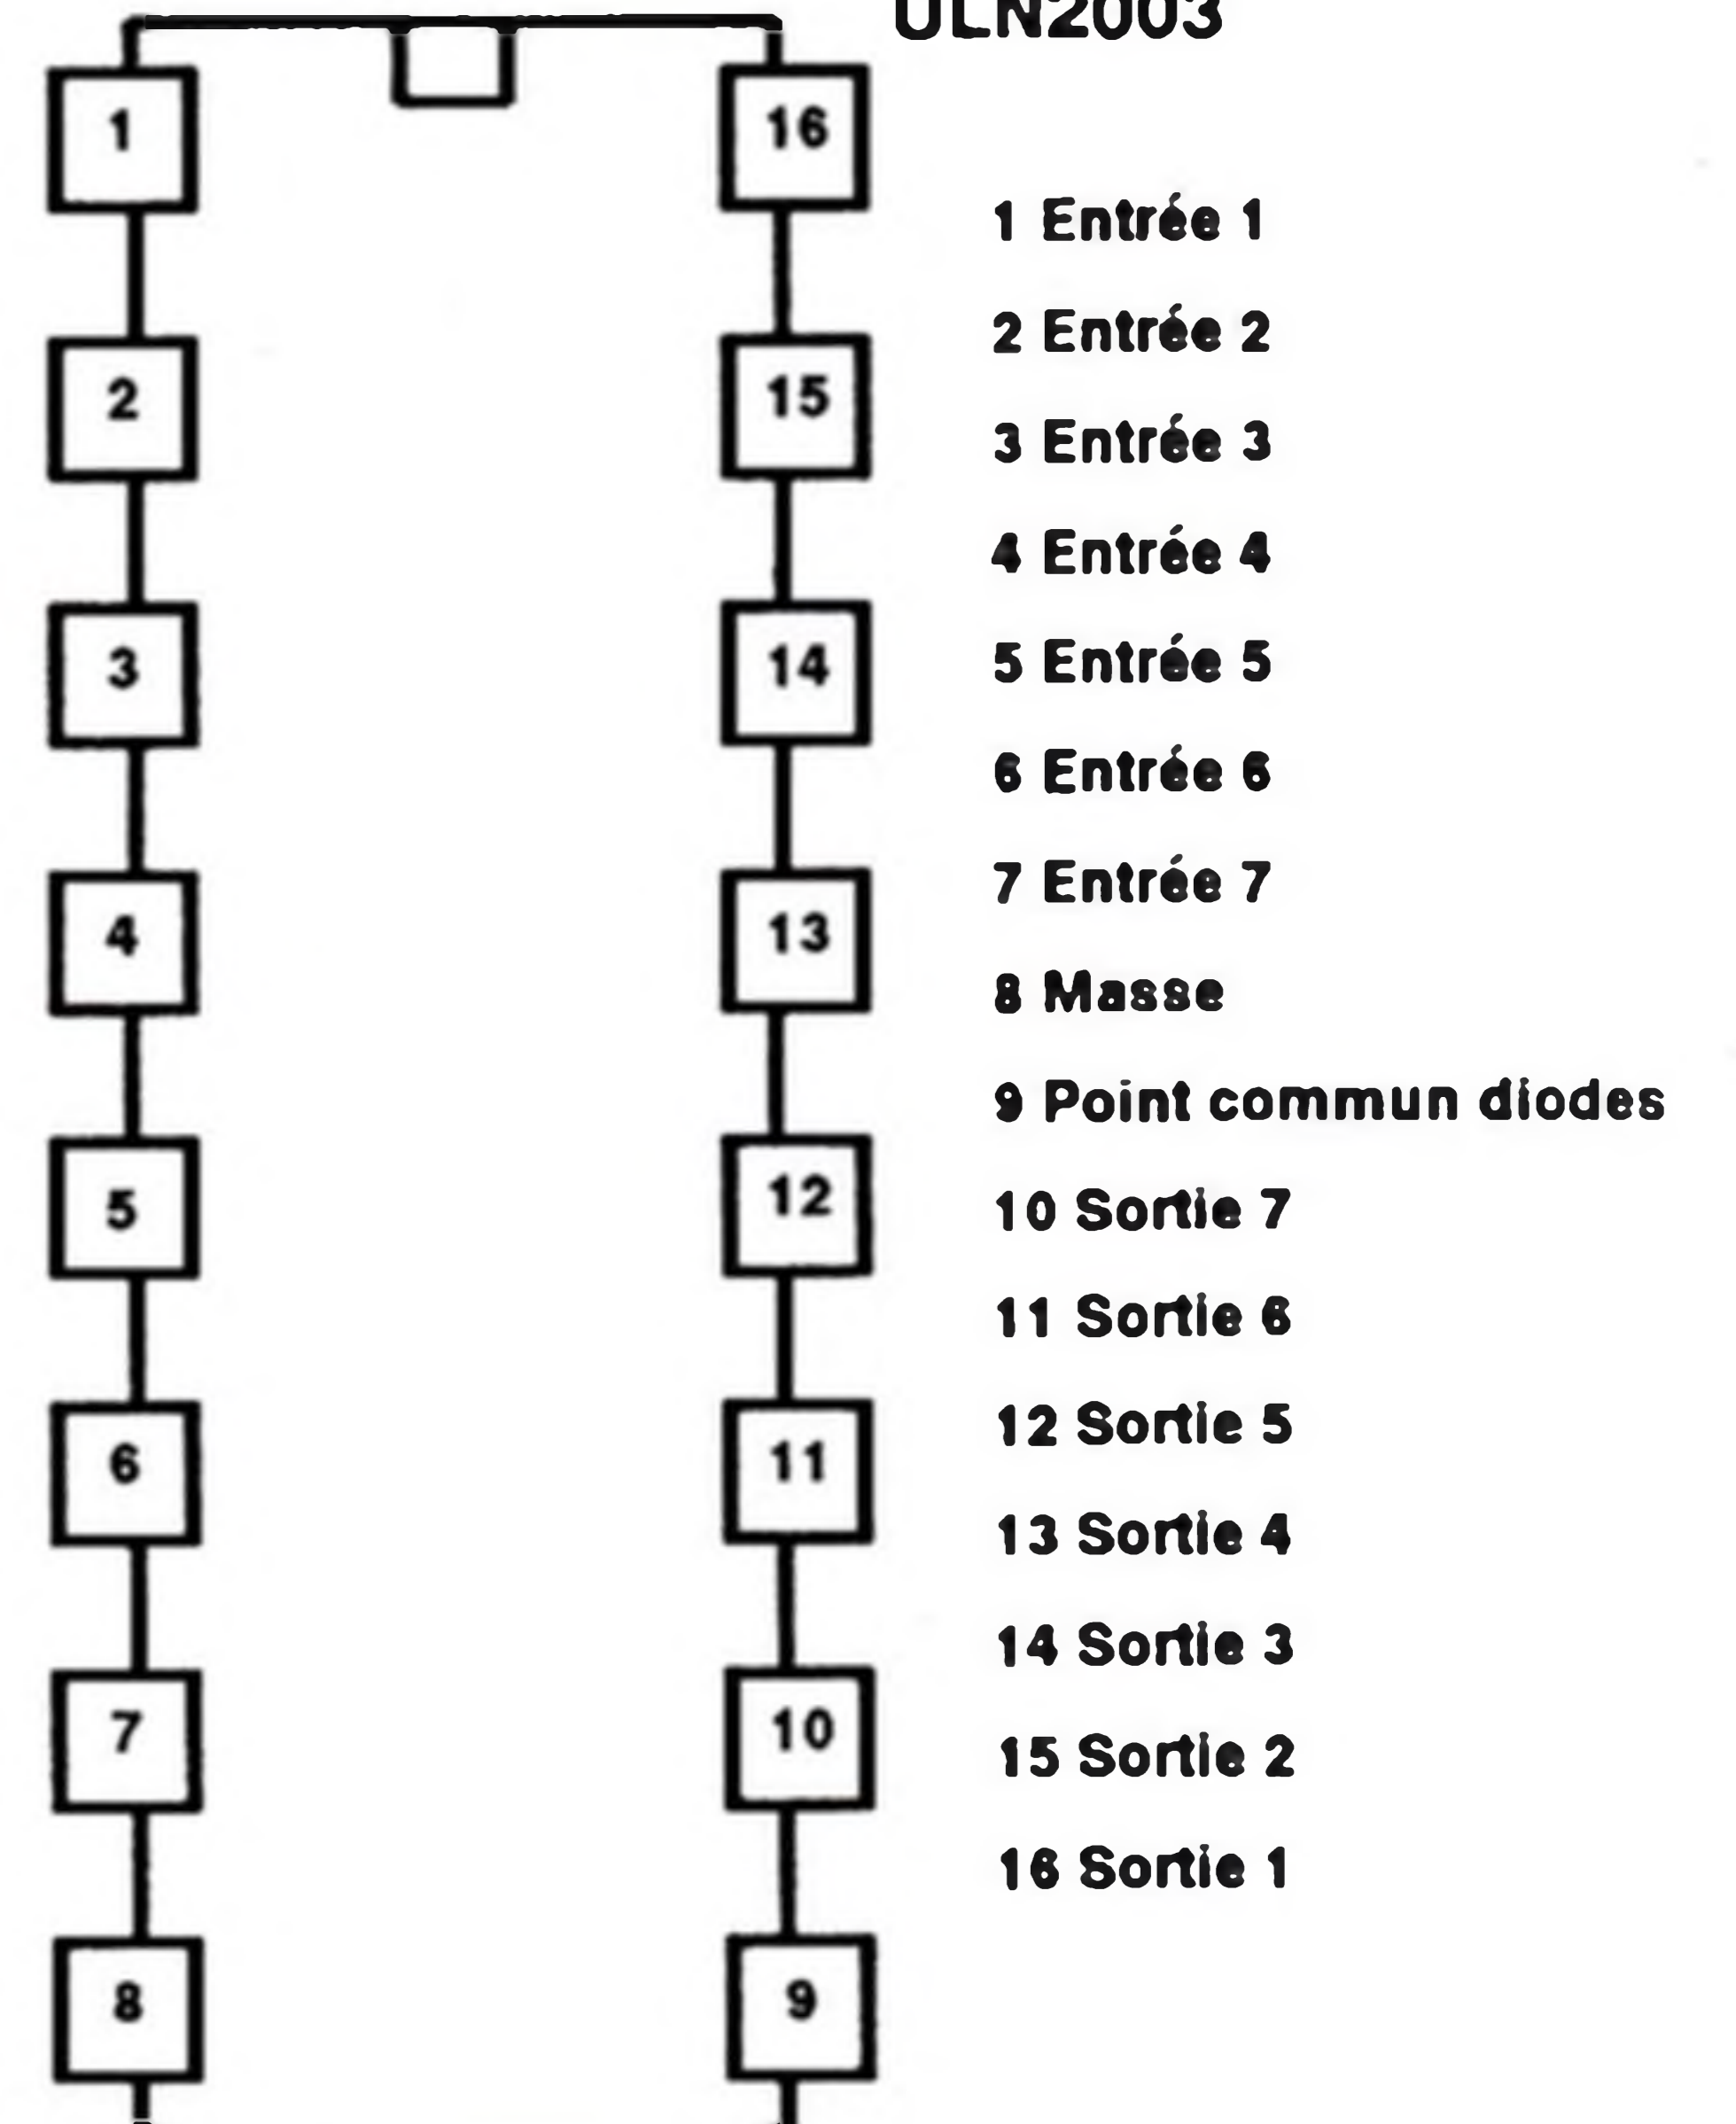 ULN2003
1 16
2 15
3 14
4 13
5 12
6 11
7 10
8 9
1 Entrée 1
2 Entrée 2
3 Entrée 3
4 Entrée 4
5 Entrée 5
6 Entrée 6
7 Entrée 7
8 Masse
9 Point commun diodes
10 Sortie 7
11 Sortie 6
12 Sortie 5
13 Sortie 4
14 Sortie 3
15 Sortie 2
16 Sortie 1